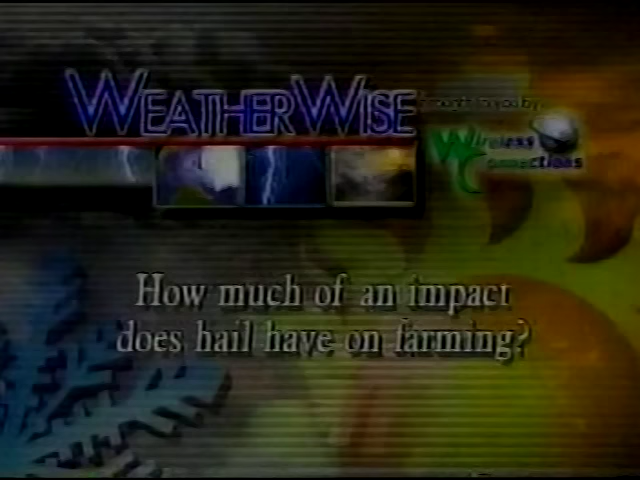 WEATHERWISE
brought to you by
Wireless
Connections
How much of an impact
does hail have on farming?